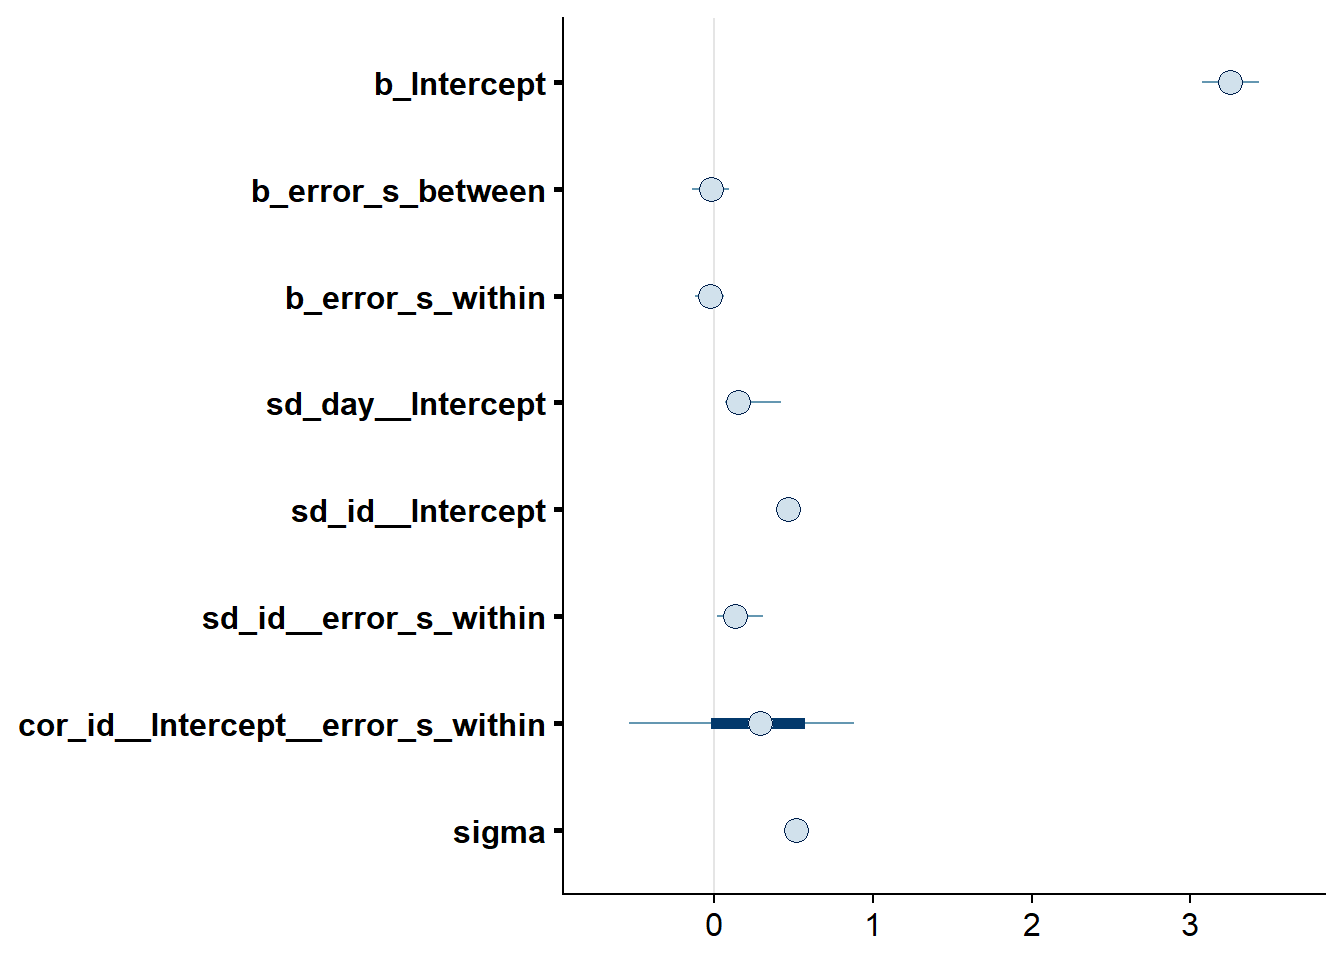 b_Intercept
b_error_s_between
b_error_s_within
sd_day__Intercept
sd_id__Intercept
sd_id__error_s_within
cor_id__Intercept__error_s_within
sigma
0 1 2 3